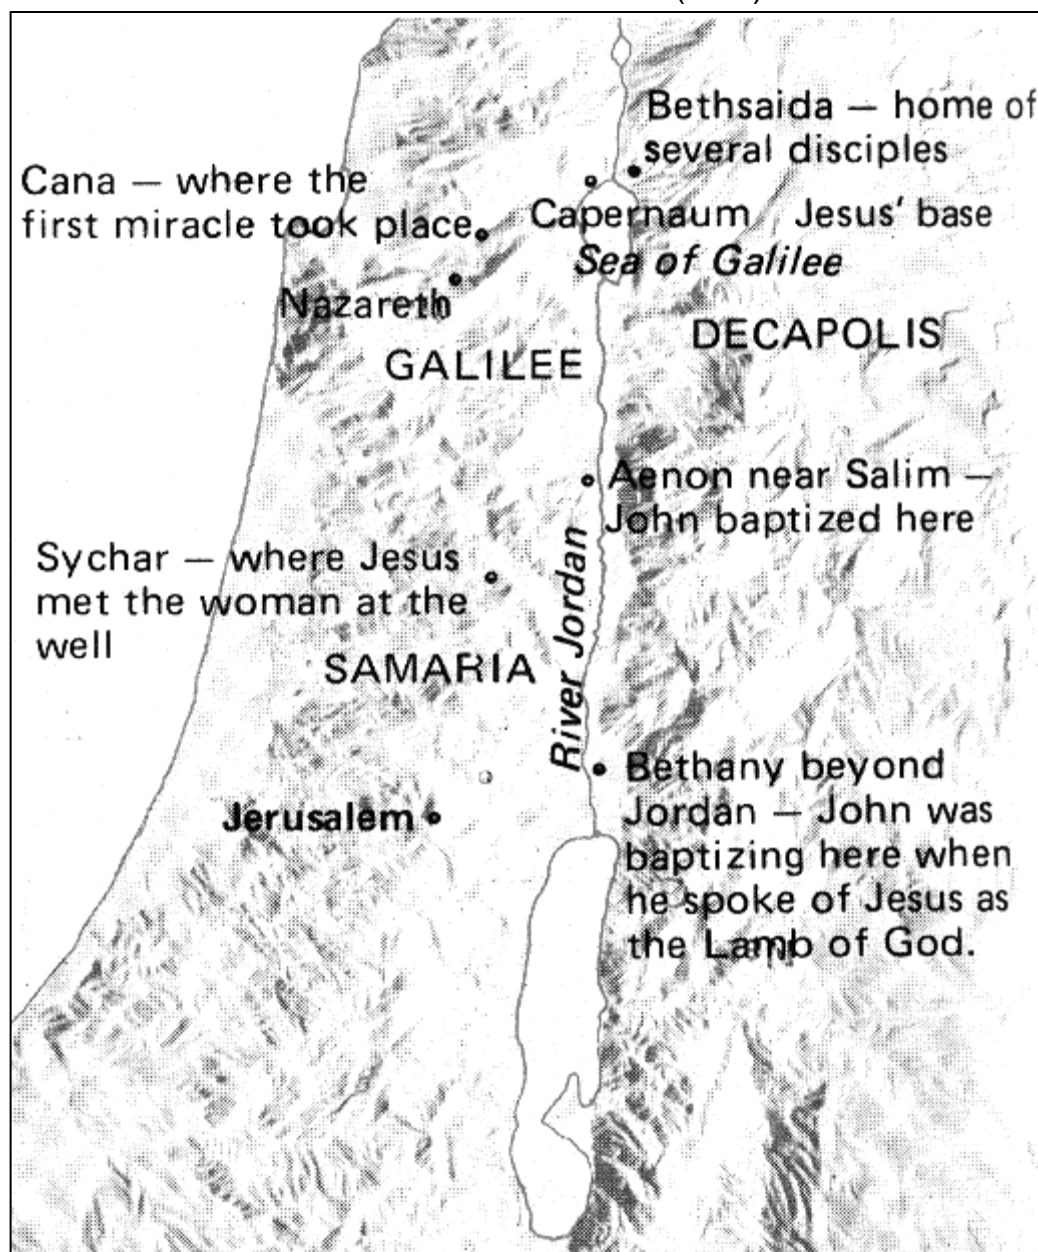 Bethsaida — home of
several disciples
Cana — where the
first miracle took place.
Capernaum Jesus' base
Sea of Galilee
Nazareth
DECAPOLIS
GALILEE
Aenon near Salim —
John baptized here
Sychar — where Jesus
met the woman at the
well
River Jordan
SAMARIA
Bethany beyond
Jordan — John was
baptizing here when
he spoke of Jesus as
the Lamb of God.
Jerusalem